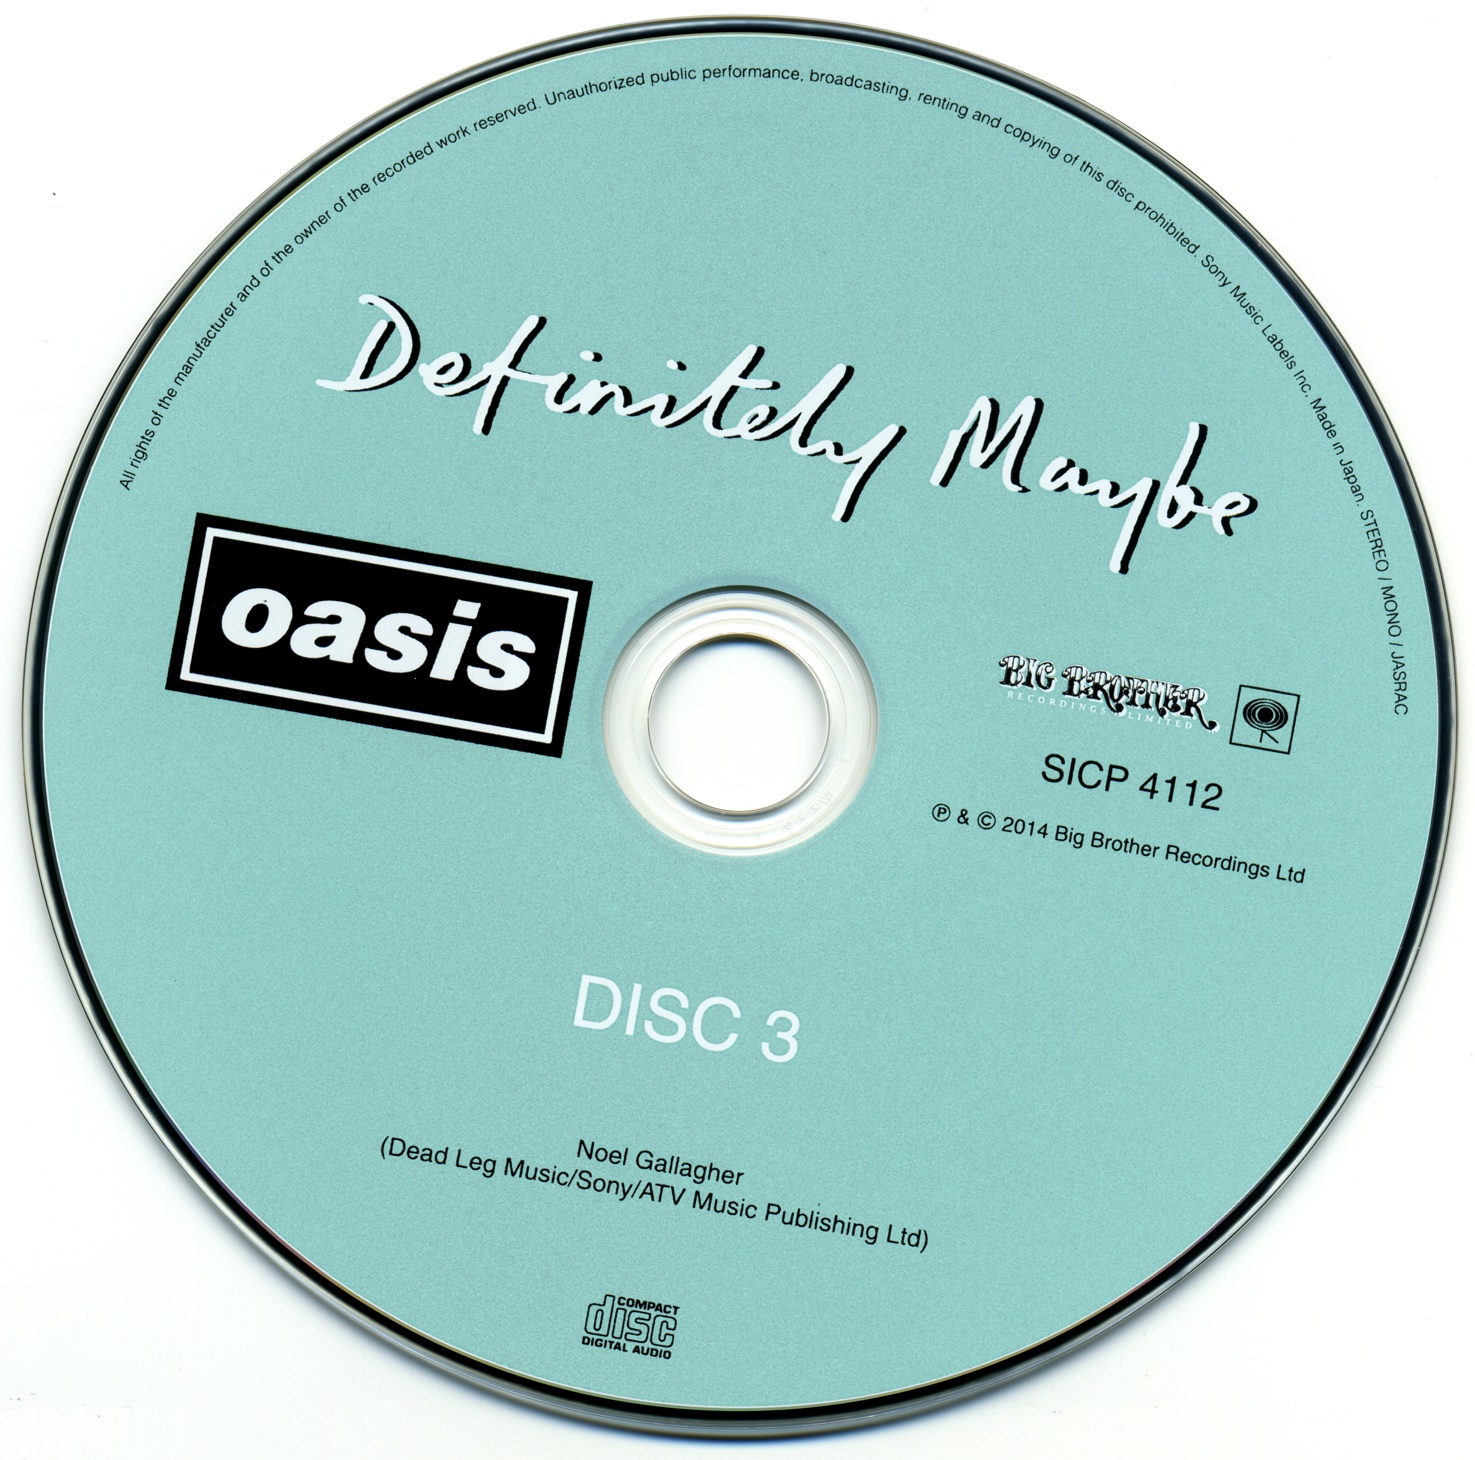 All rights of the manufacturer and of the owner of the recorded work reserved. Unauthorized public performance, broadcasting, renting and copying of this disc prohibited. Sony Music Labels Inc. Made in Japan. STEREO / MONO / JASRAC
Definitely Maybe
oasis
BIG BROTHER
RECORDINGS LIMITED
SICP 4112
℗ & © 2014 Big Brother Recordings Ltd
DISC 3
Noel Gallagher
(Dead Leg Music/Sony/ATV Music Publishing Ltd)
COMPACT
disc
DIGITAL AUDIO